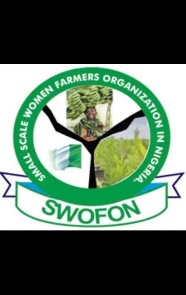 SMALL SCALE WOMEN FARMERS ORGANIZATION IN NIGERIA.
SWOFON